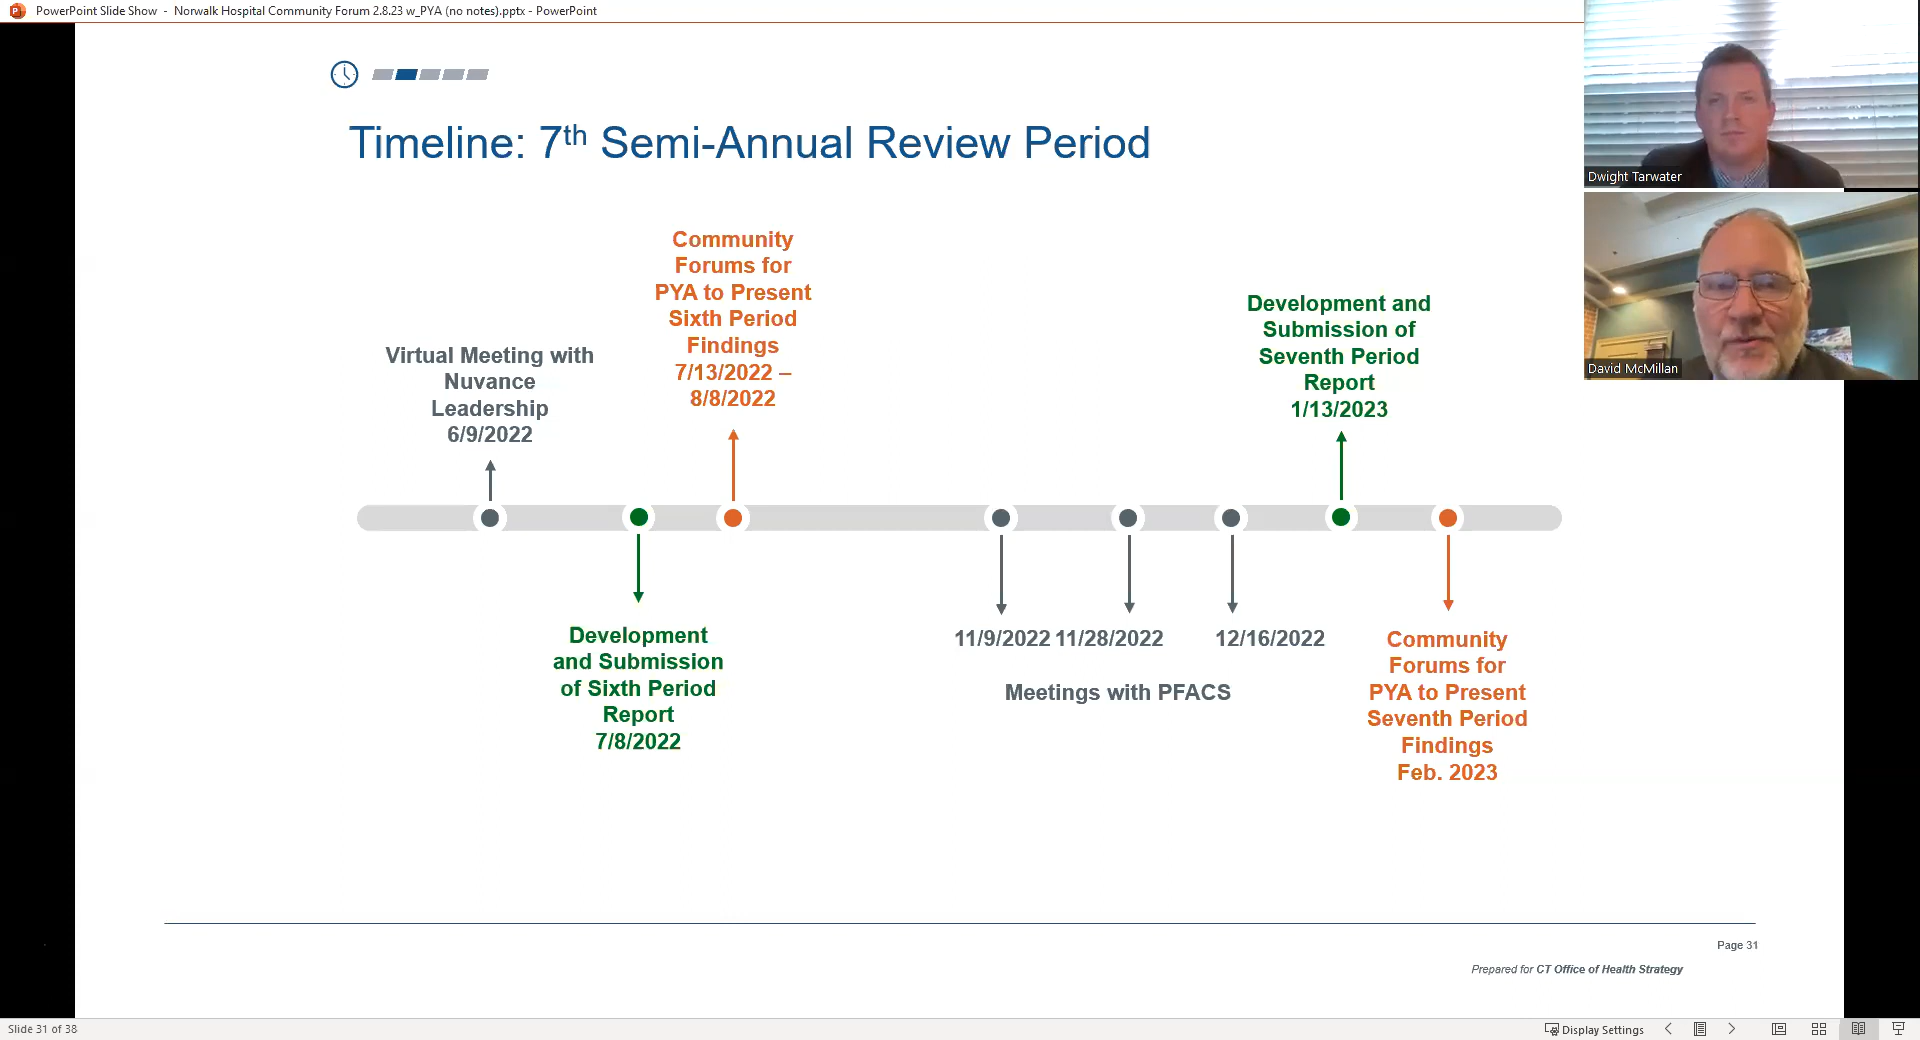 PowerPoint Slide Show - Norwalk Hospital Community Forum 2.8.23 w_PYA (no notes).pptx - PowerPoint
Timeline: 7th Semi-Annual Review Period
Dwight Tarwater
David McMillan
Virtual Meeting with
Nuvance
Leadership
6/9/2022
Community
Forums for
PYA to Present
Sixth Period
Findings
7/13/2022 –
8/8/2022
Development and
Submission of
Seventh Period
Report
1/13/2023
Development
and Submission
of Sixth Period
Report
7/8/2022
11/9/2022 11/28/2022 12/16/2022
Meetings with PFACS
Community
Forums for
PYA to Present
Seventh Period
Findings
Feb. 2023
Page 31
Prepared for CT Office of Health Strategy
Slide 31 of 38
Display Settings